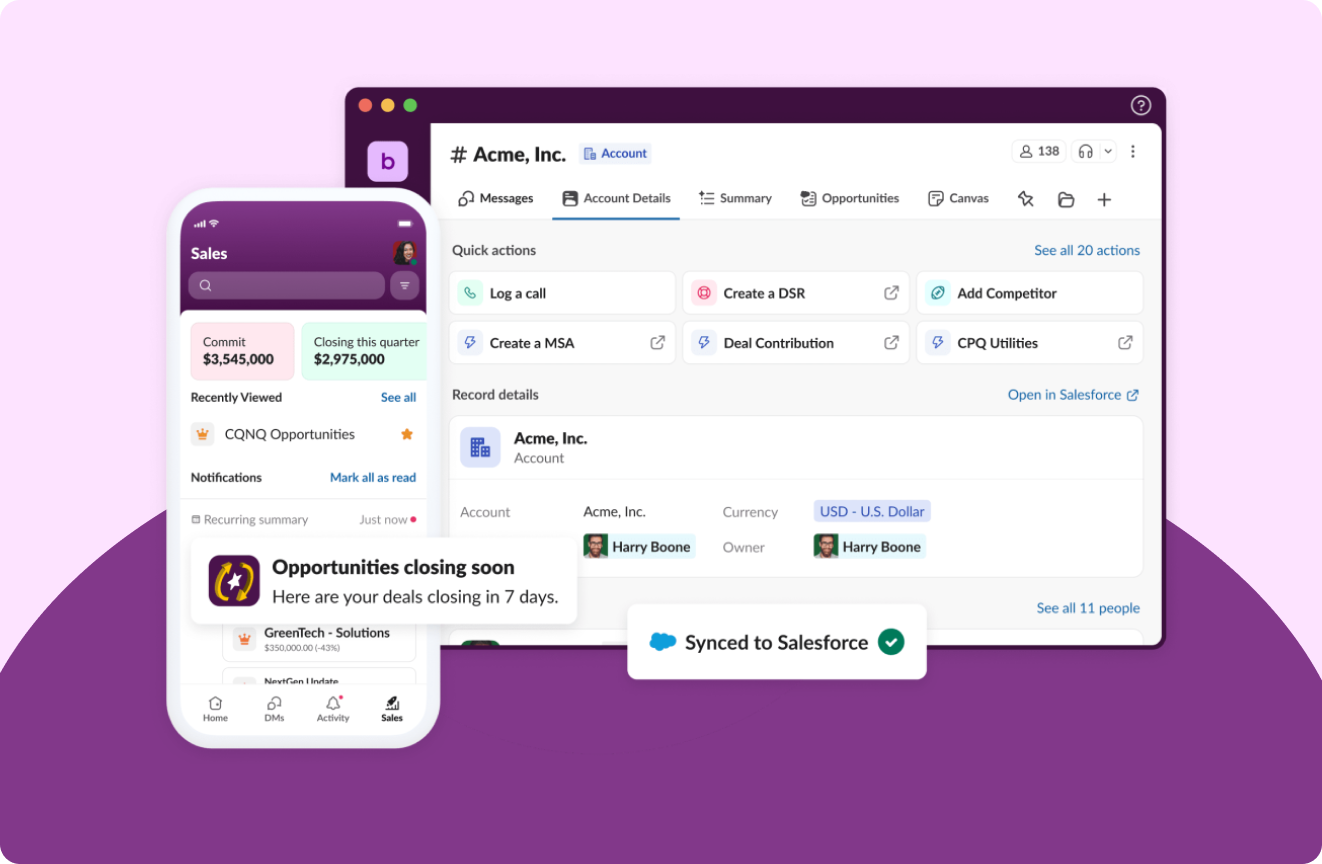 b
# Acme, Inc.
Account
138
Messages
Account Details
Summary
Opportunities
Canvas
Quick actions
See all 20 actions
Log a call
Create a DSR
Add Competitor
Create a MSA
Deal Contribution
CPQ Utilities
Record details
Open in Salesforce
Acme, Inc.
Account
Account
Acme, Inc.
Currency
USD - U.S. Dollar
Harry Boone
Owner
Harry Boone
See all 11 people
Synced to Salesforce
Sales
Commit
$3,545,000
Closing this quarter
$2,975,000
Recently Viewed
See all
CQNQ Opportunities
Notifications
Mark all as read
Recurring summary
Just now
Opportunities closing soon
Here are your deals closing in 7 days.
GreenTech - Solutions
$350,000.00 (-43%)
NextGen Update
Home
DMs
Activity
Sales